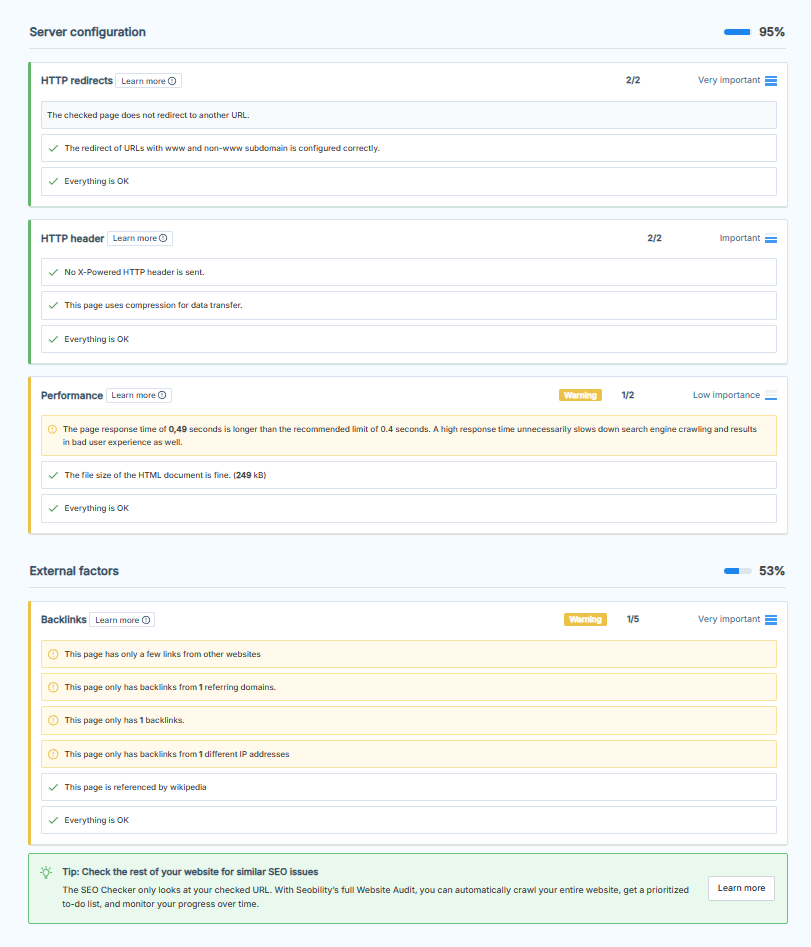 Server configuration 95%
HTTP redirects Learn more 2/2 Very important
The checked page does not redirect to another URL.
The redirect of URLs with www and non-www subdomain is configured correctly.
Everything is OK
HTTP header Learn more 2/2 Important
No X-Powered HTTP header is sent.
This page uses compression for data transfer.
Everything is OK
Performance Learn more Warning 1/2 Low importance
The page response time of 0,49 seconds is longer than the recommended limit of 0.4 seconds. A high response time unnecessarily slows down search engine crawling and results
in bad user experience as well.
The file size of the HTML document is fine. (249 kB)
Everything is OK
External factors 53%
Backlinks Learn more Warning 1/5 Very important
This page has only a few links from other websites
This page only has backlinks from 1 referring domains.
This page only has 1 backlinks.
This page only has backlinks from 1 different IP addresses
This page is referenced by wikipedia
Everything is OK
Tip: Check the rest of your website for similar SEO issues
The SEO Checker only looks at your checked URL. With Seobility's full Website Audit, you can automatically crawl your entire website, get a prioritized
to-do list, and monitor your progress over time.
Learn more